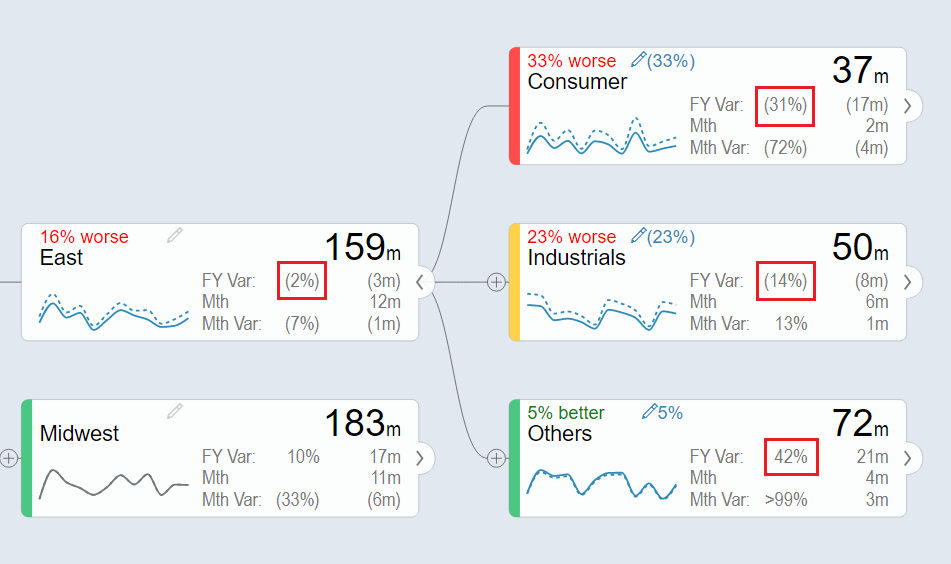 33% worse (33%)
Consumer
37m
FY Var: (31%) (17m)
Mth 2m
Mth Var: (72%) (4m)
16% worse
East
159m
FY Var: (2%) (3m)
Mth 12m
Mth Var: (7%) (1m)
23% worse (23%)
Industrials
50m
FY Var: (14%) (8m)
Mth 6m
Mth Var: 13% 1m
Midwest
183m
FY Var: 10% 17m
Mth 11m
Mth Var: (33%) (6m)
5% better 5%
Others
72m
FY Var: 42% 21m
Mth 4m
Mth Var: >99% 3m